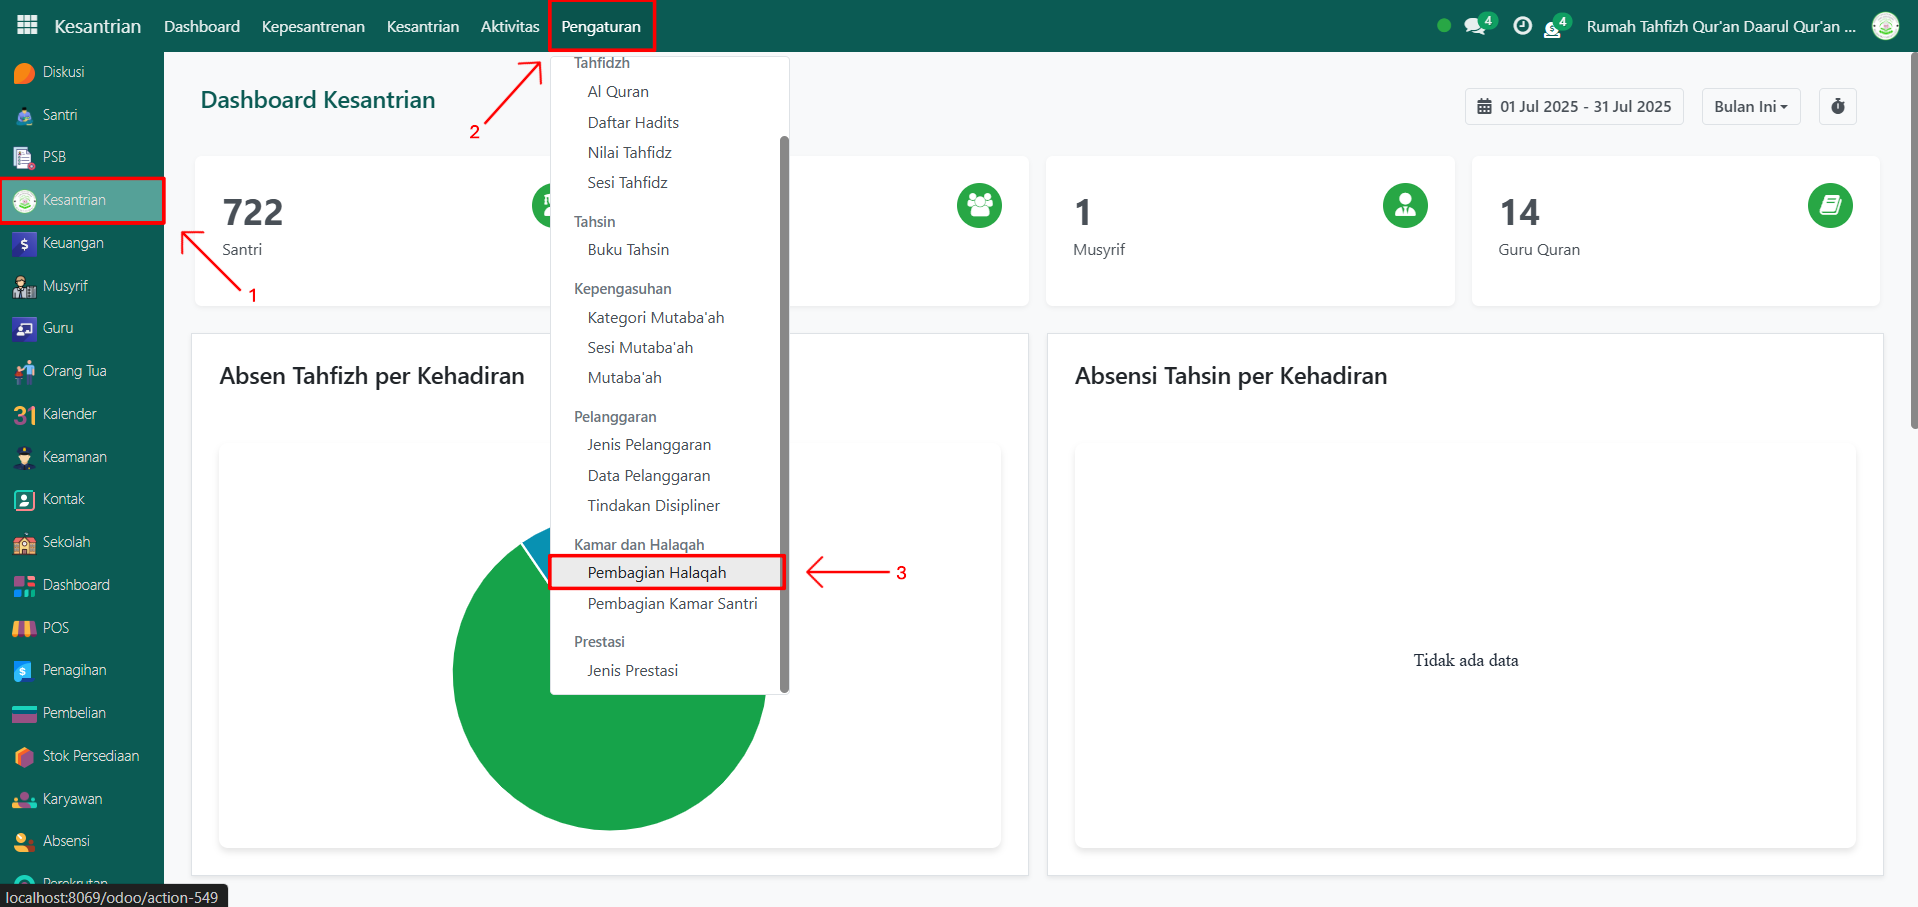 Kesantrian
Dashboard
Kepesantrenan
Kesantrian
Aktivitas
Pengaturan
4
4
Rumah Tahfizh Qur'an Daarul Qur'an ...
Diskusi
Santri
PSB
Kesantrian
Keuangan
Musyrif
Guru
Orang Tua
31
Kalender
Keamanan
Kontak
Sekolah
Dashboard
POS
Penagihan
Pembelian
Stok Persediaan
Karyawan
Absensi
localhost:8069/odoo/action-549
1
2
3
Dashboard Kesantrian
01 Jul 2025 - 31 Jul 2025
Bulan Ini
722
Santri
1
Musyrif
14
Guru Quran
Tahfidzh
Al Quran
Daftar Hadits
Nilai Tahfidz
Sesi Tahfidz
Tahsin
Buku Tahsin
Kepengasuhan
Kategori Mutaba'ah
Sesi Mutaba'ah
Mutaba'ah
Pelanggaran
Jenis Pelanggaran
Data Pelanggaran
Tindakan Disipliner
Kamar dan Halaqah
Pembagian Halaqah
Pembagian Kamar Santri
Prestasi
Jenis Prestasi
Absen Tahfizh per Kehadiran
Absensi Tahsin per Kehadiran
Tidak ada data